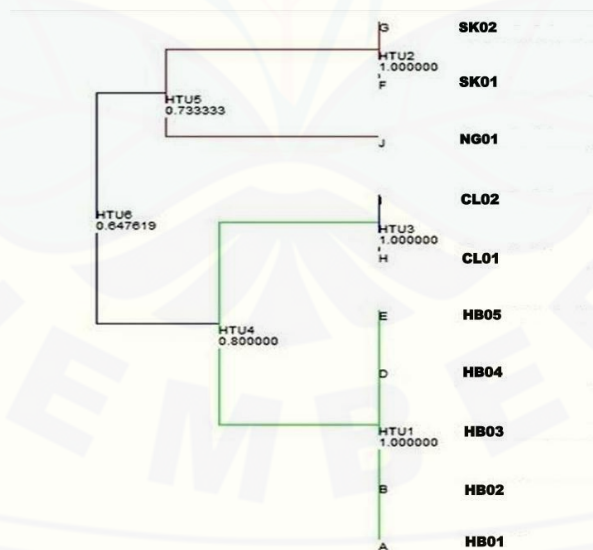 G SK02
HTU2
1.000000
F SK01
HTU5
0.733333
J NG01
CL02
HTU6
0.647619
HTU3
1.000000
H CL01
E HB05
HTU4
0.800000
D HB04
HTU1 HB03
1.000000
B HB02
A HB01
EMBE